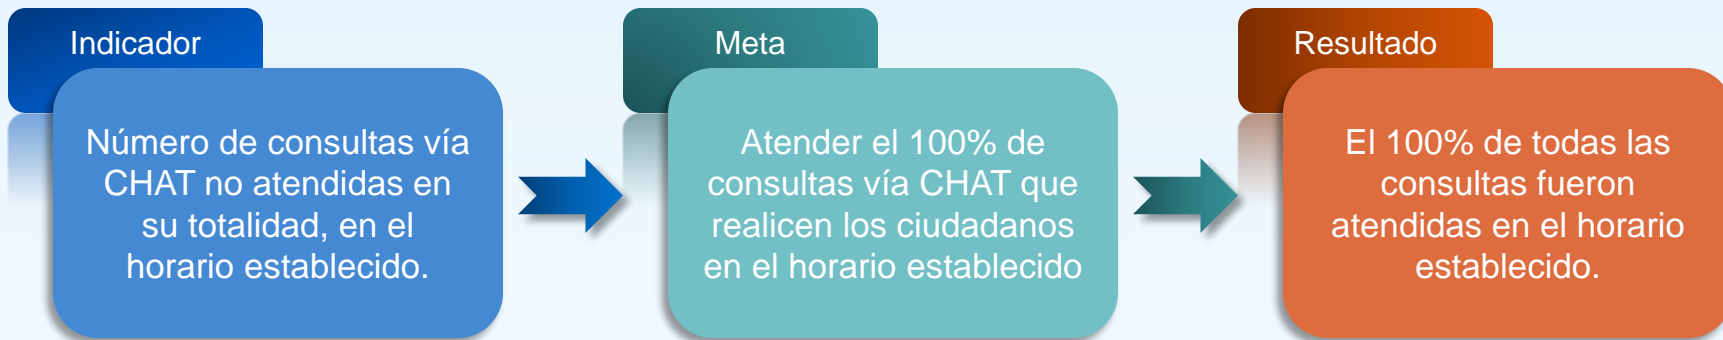 Indicador
Número de consultas vía
CHAT no atendidas en
su totalidad, en el
horario establecido.
Meta
Atender el 100% de
consultas vía CHAT que
realicen los ciudadanos
en el horario establecido
Resultado
El 100% de todas las
consultas fueron
atendidas en el horario
establecido.